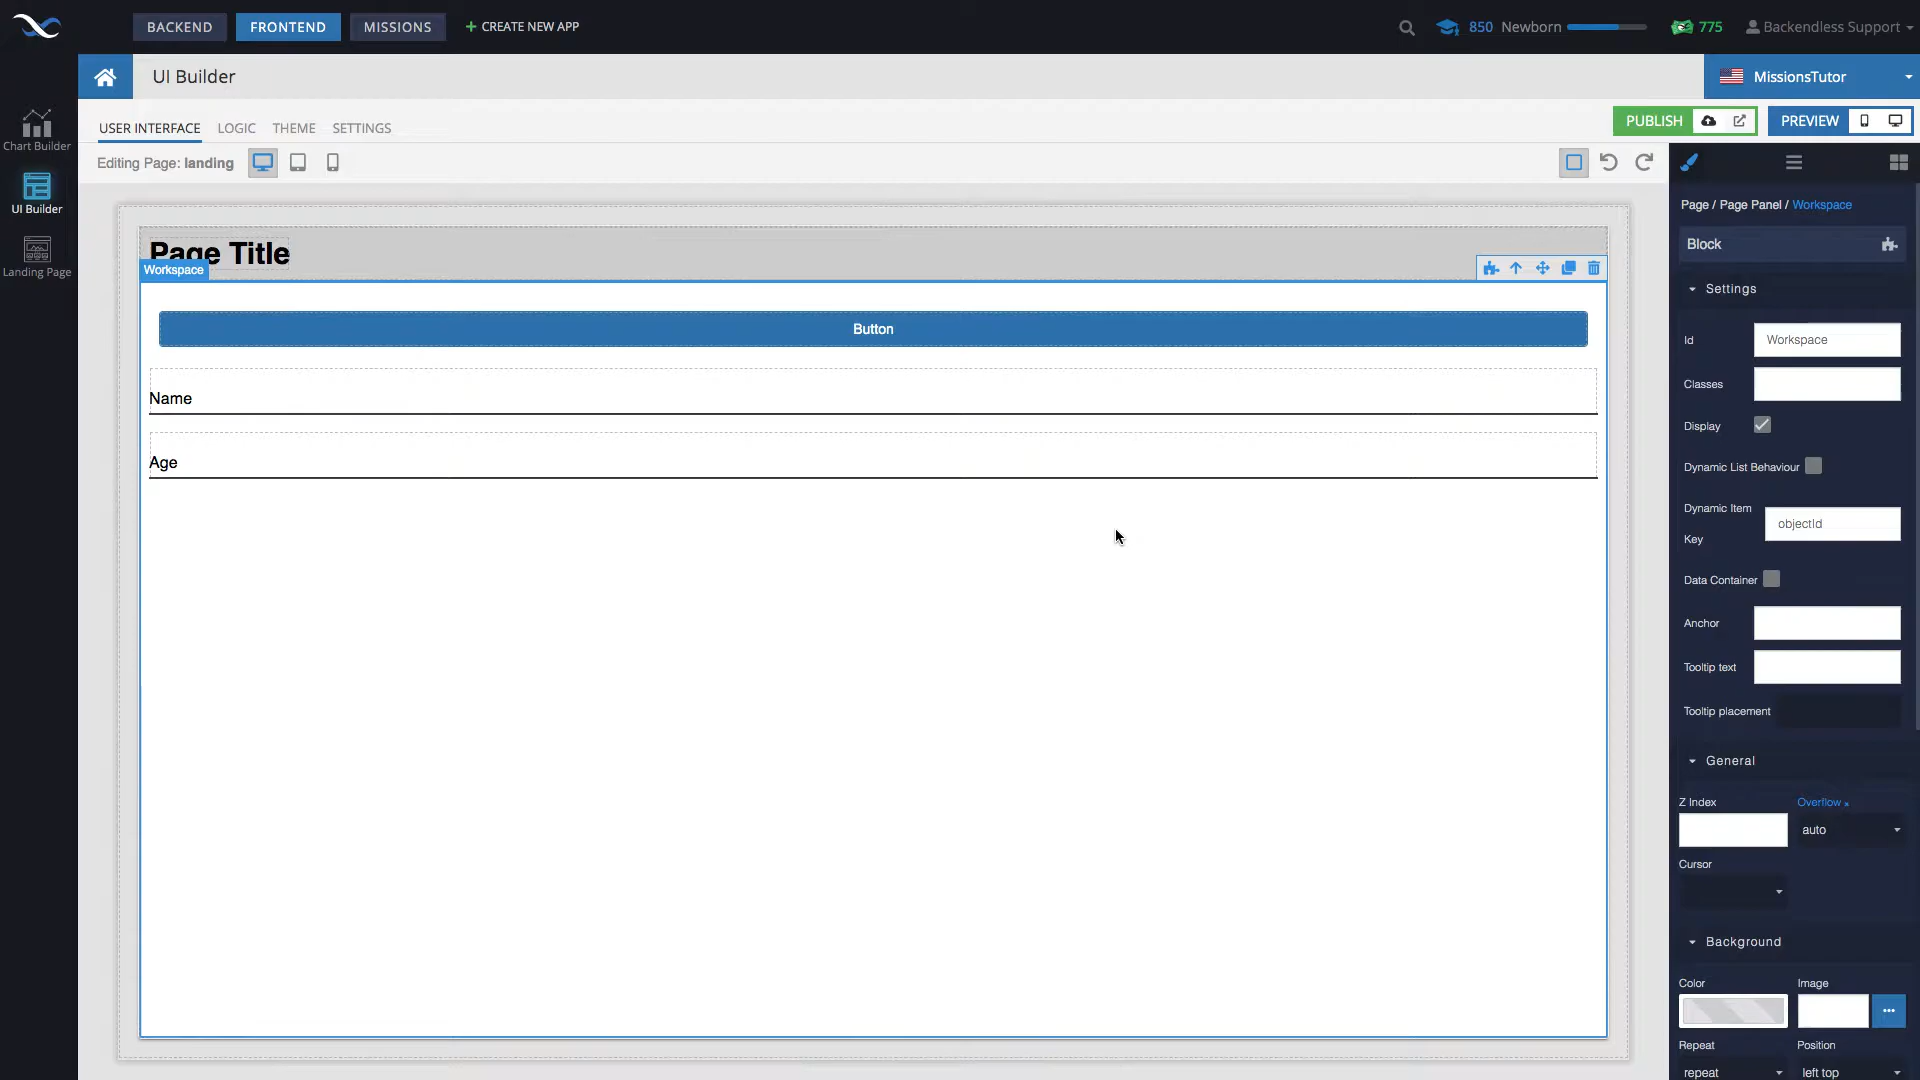 BACKEND FRONTEND MISSIONS + CREATE NEW APP 850 Newborn 775 Backendless Support
UI Builder MissionsTutor
USER INTERFACE LOGIC THEME SETTINGS PUBLISH PREVIEW
Chart Builder
UI Builder
Landing Page
Editing Page: landing
Page Title
Workspace
Button
Name
Age
Page / Page Panel / Workspace
Block
Settings
Id Workspace
Classes
Display
Dynamic List Behaviour
Dynamic Item
Key
objectId
Data Container
Anchor
Tooltip text
Tooltip placement
General
Z Index Overflow
auto
Cursor
Background
Color Image
Repeat Position
repeat left top